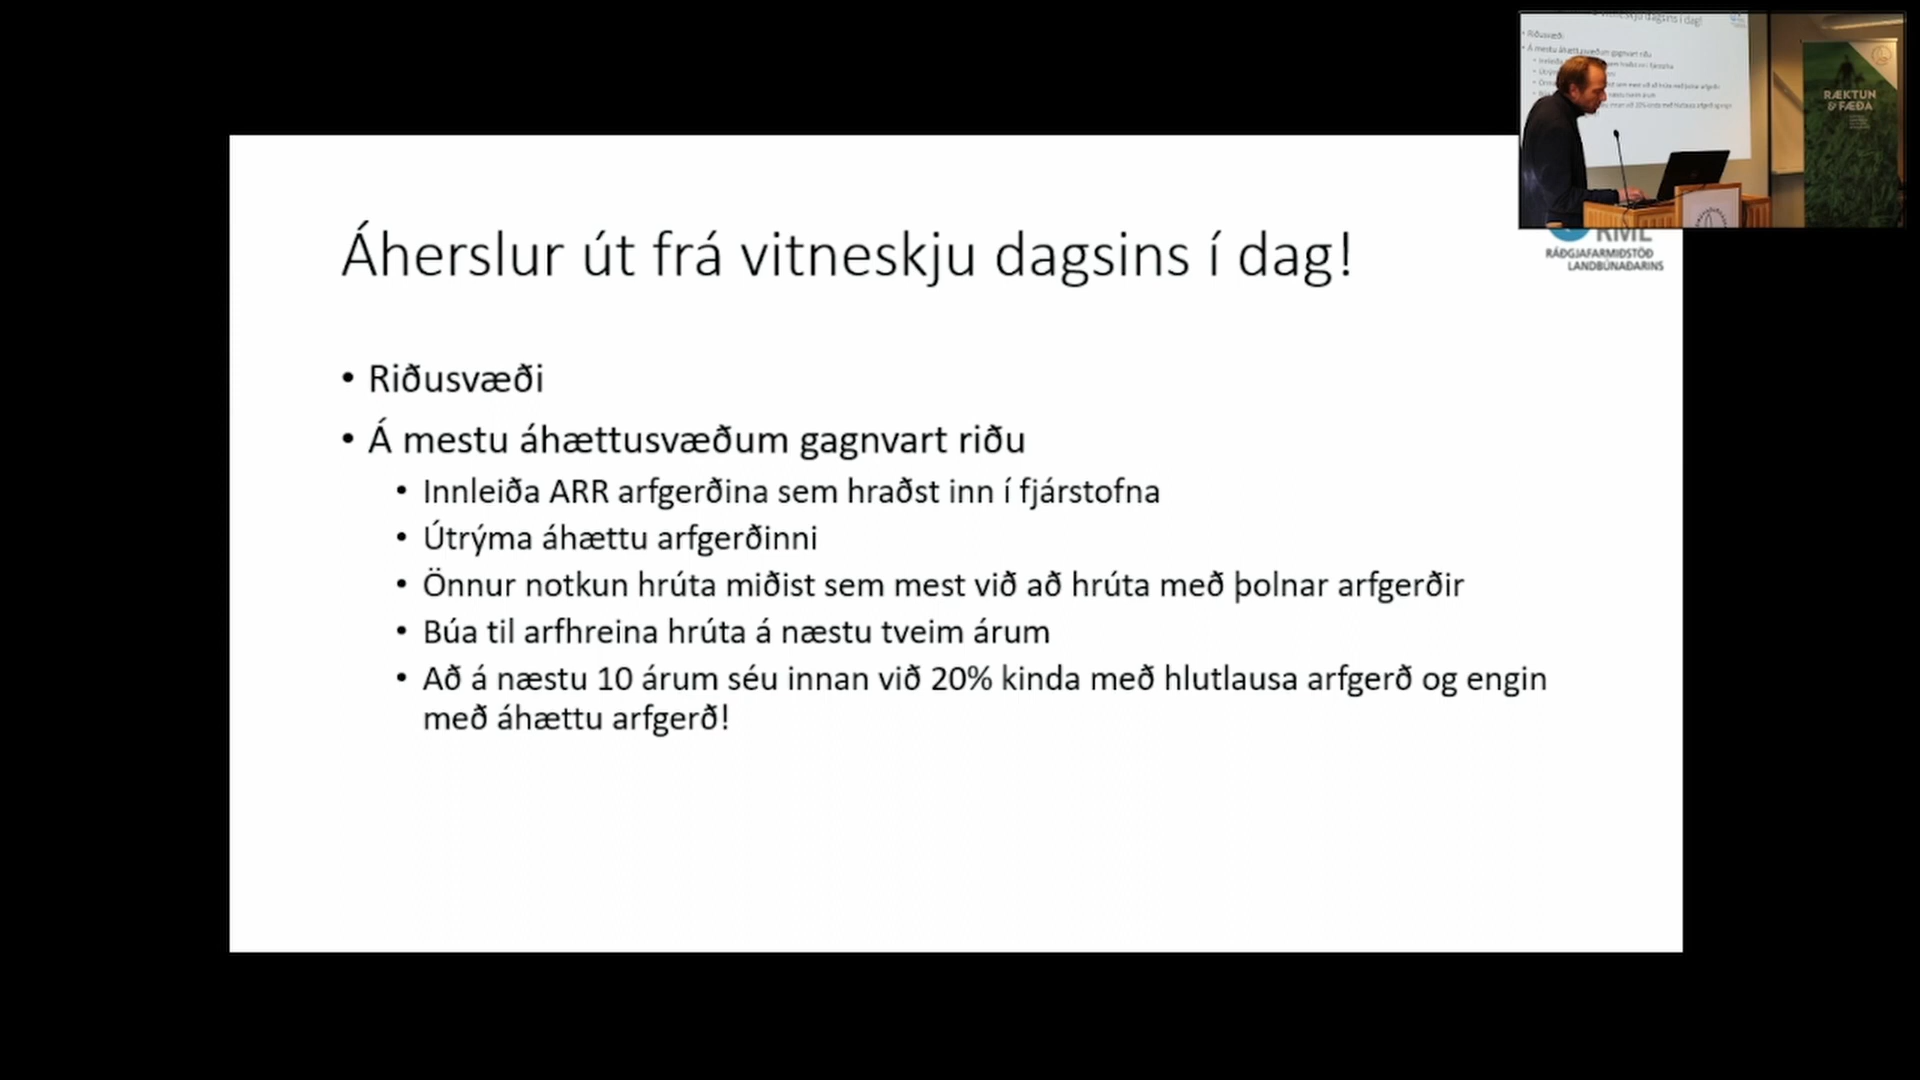 Áherslur út frá vitneskju dagsins í dag!
RML
RÁÐGJAFARMIÐSTÖÐ
LANDBÚNAÐARINS
• Riðusvæði
• Á mestu áhættusvæðum gagnvart riðu
• Innleiða ARR arfgerðina sem hraðst inn í fjárstofna
• Útrýma áhættu arfgerðinni
• Önnur notkun hrúta miðist sem mest við að hrúta með þolnar arfgerðir
• Búa til arfhreina hrúta á næstu tveim árum
• Að á næstu 10 árum séu innan við 20% kinda með hlutlausa arfgerð og engin
með áhættu arfgerð!
RÆKTUN
& FÆÐA